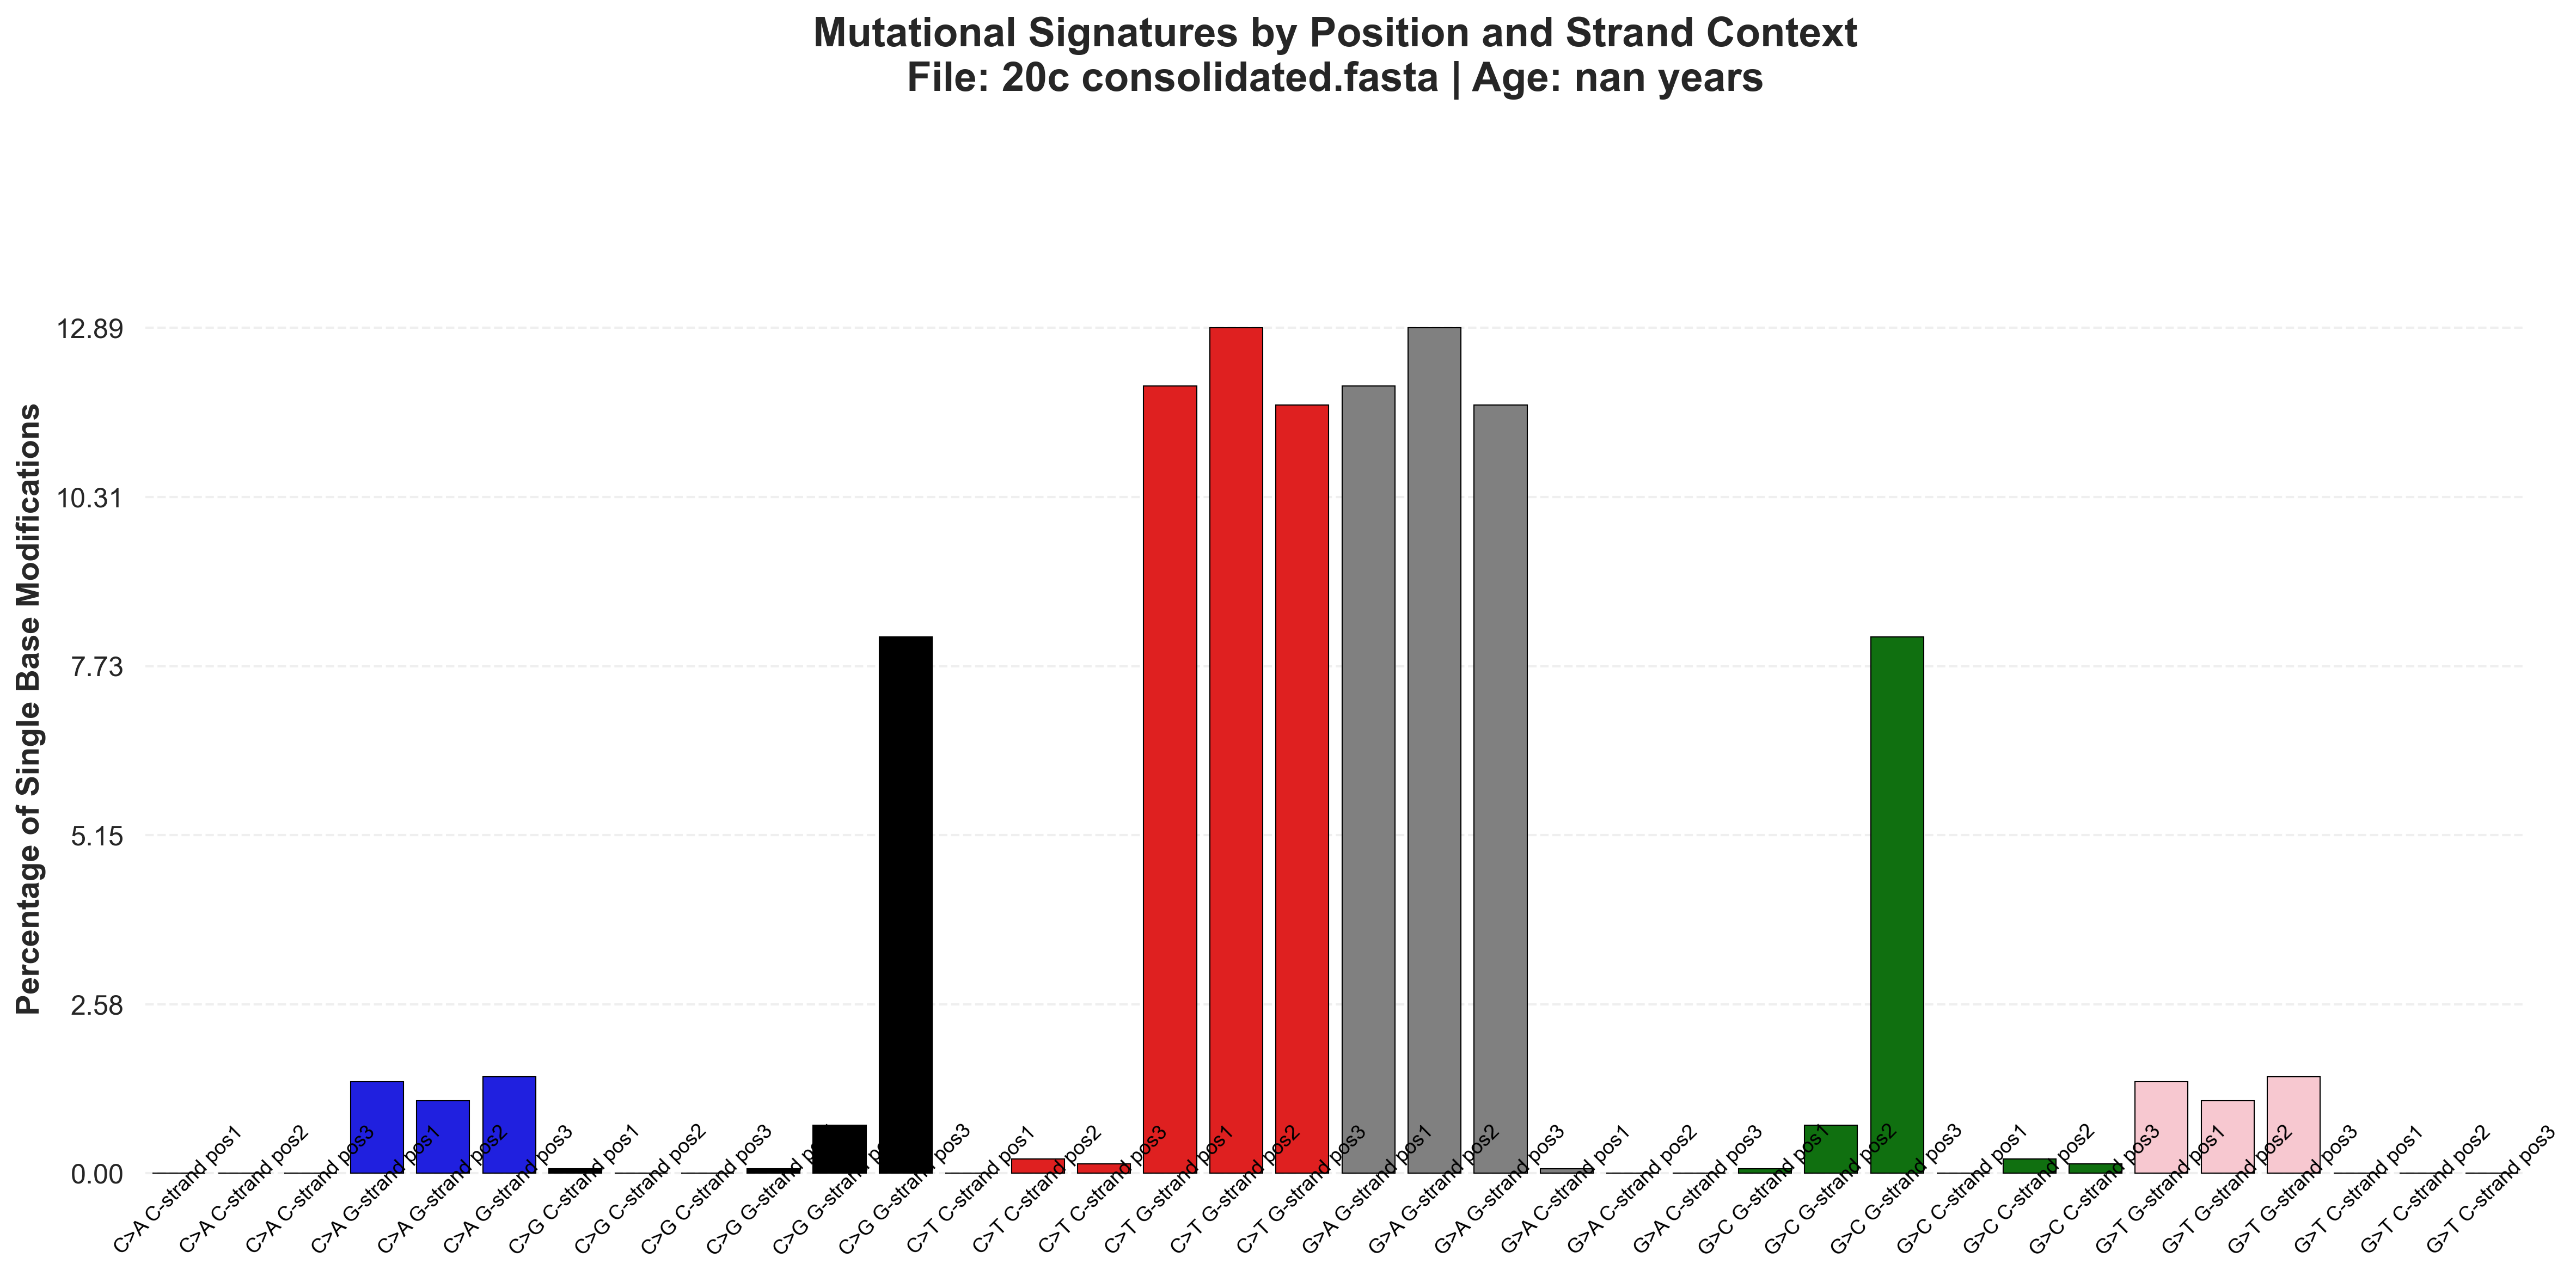 Mutational Signatures by Position and Strand Context
File: 20c consolidated.fasta | Age: nan years
Percentage of Single Base Modifications
12.89
10.31
7.73
5.15
2.58
0.00
C>A C-strand pos1
C>A C-strand pos2
C>A C-strand pos3
C>A G-strand pos1
C>A G-strand pos2
C>A G-strand pos3
C>G C-strand pos1
C>G C-strand pos2
C>G C-strand pos3
C>G G-strand pos1
C>G G-strand pos2
C>G G-strand pos3
C>T C-strand pos1
C>T C-strand pos2
C>T C-strand pos3
C>T G-strand pos1
C>T G-strand pos2
C>T G-strand pos3
G>A G-strand pos1
G>A G-strand pos2
G>A G-strand pos3
G>A C-strand pos1
G>A C-strand pos2
G>A C-strand pos3
G>C G-strand pos1
G>C G-strand pos2
G>C G-strand pos3
G>C C-strand pos1
G>C C-strand pos2
G>C C-strand pos3
G>T G-strand pos1
G>T G-strand pos2
G>T G-strand pos3
G>T C-strand pos1
G>T C-strand pos2
G>T C-strand pos3